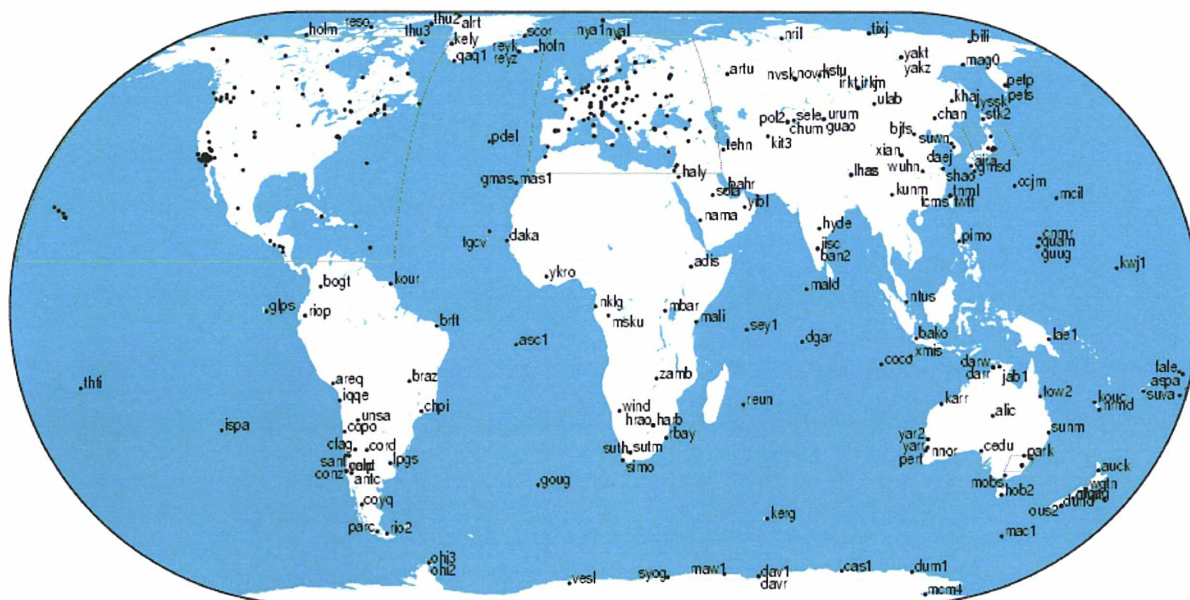 reso
thu2
alrt
holm
thu3
kely
qaq1
scor
reyk
hofn
reyz
nya1
nyal
nril
tixj
bili
yakt
yakz
mag0
artu
nvsk
irkt
irkjm
petp
pets
ulab
khaj
stk2
pol2
sele
urum
chum
guao
chan
kit3
tehn
bjfs
suwn
xian
daej
wuhn
shao
lhas
kunm
tnml
tcms
twtf
ccjm
mcil
pdel
gmas
mas1
haly
bahr
sola
yibl
nama
hyde
iisc
ban2
pimo
guam
guug
kwj1
tgcv
daka
ykro
adis
mald
ntus
bogt
kour
glps
riop
brft
nklg
mbar
msku
mali
sey1
dgar
bako
xmis
coco
lae1
asc1
thti
areq
braz
iqqe
chpi
unsa
copo
ispa
zamb
wind
hrao
harb
rbay
suth
sutm
simo
reun
darw
darr
jab1
karr
alic
tow2
kouc
nrmd
fale
aspa
suva
clag
cord
sant
lpgs
conz
antc
coyq
parc
rio2
goug
kerg
yar2
yarr
pert
nnor
cedu
sunm
park
mobs
hob2
auck
wgtn
ous2
mac1
ohi3
ohi2
vesl
syog
maw1
dav1
davr
cas1
dum1
mcm4